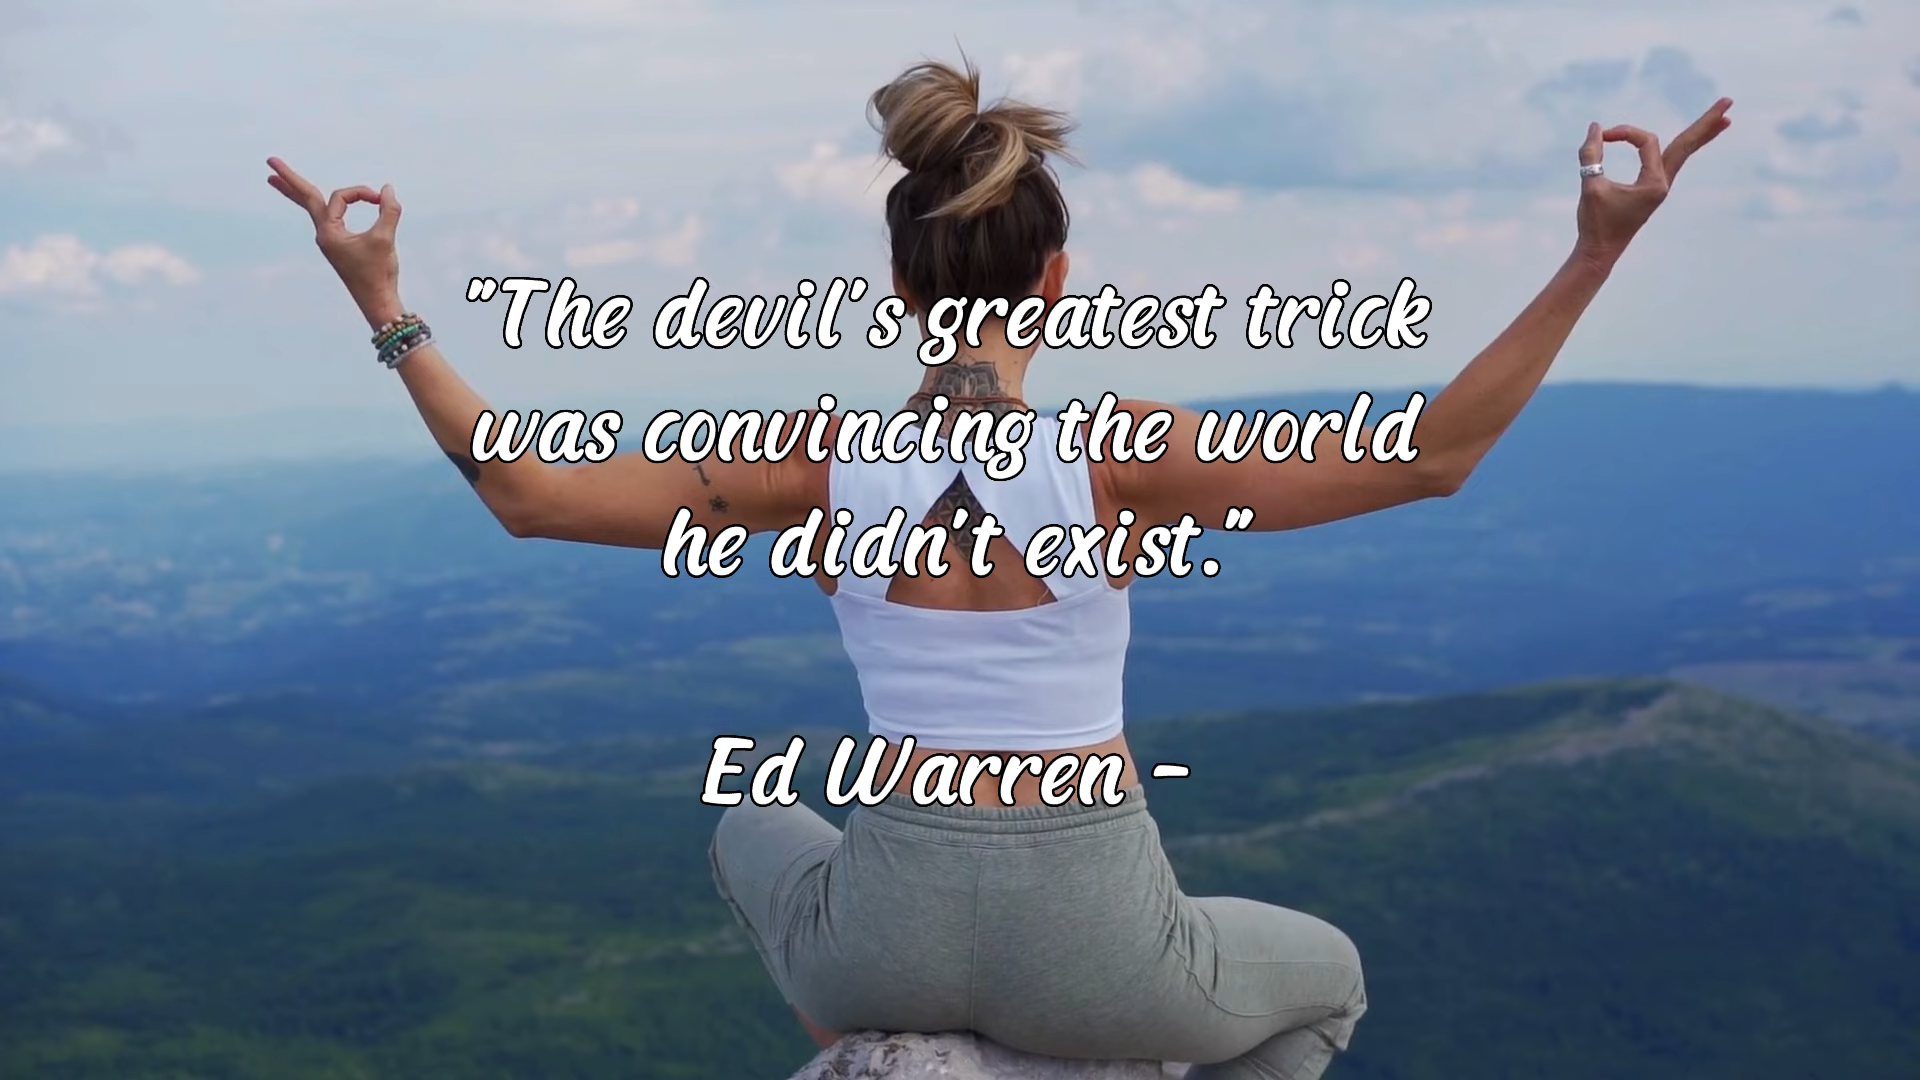 "The devil's greatest trick
was convincing the world
he didn't exist."
Ed Warren -